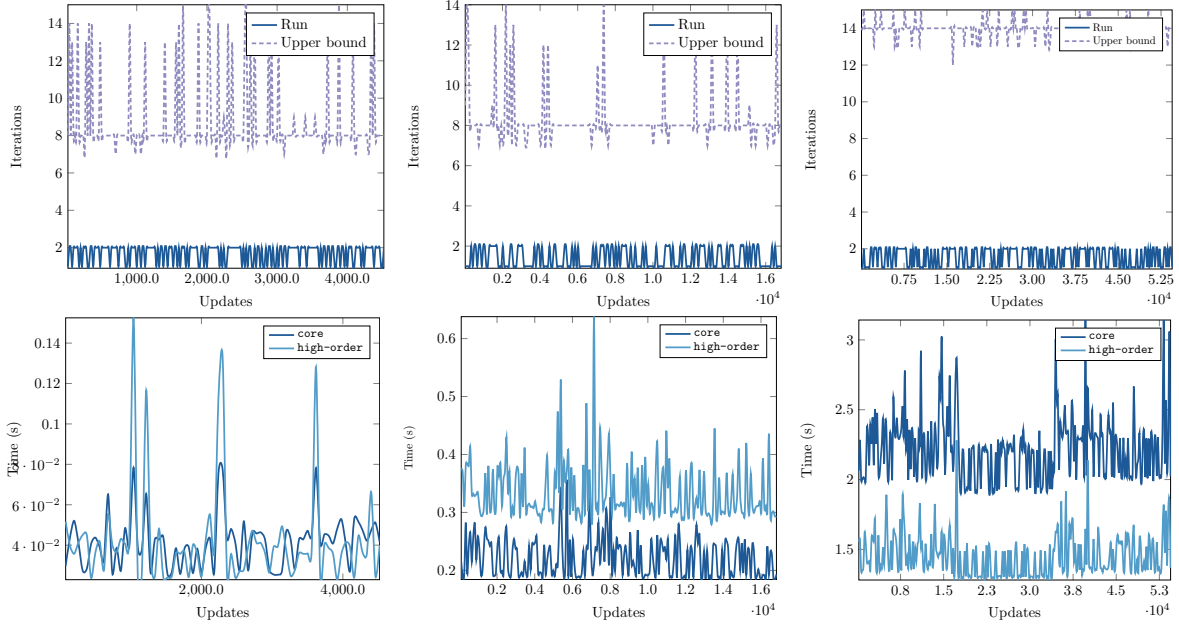 14
12
10
8
6
4
2
Iterations
Run
Upper bound
1,000.0
2,000.0
3,000.0
4,000.0
Updates
14
12
10
8
6
4
2
Iterations
Run
Upper bound
0.2
0.4
0.6
0.8
1.0
1.2
1.4
1.6
·10⁴
Updates
14
12
10
8
6
4
2
Iterations
Run
Upper bound
0.75
1.50
2.25
3.00
3.75
4.50
5.25
·10⁴
Updates
0.14
0.12
0.1
· 10⁻²
6 · 10⁻²
4 · 10⁻²
Time (s)
core
high-order
2,000.0
4,000.0
Updates
0.6
0.5
0.4
0.3
0.2
Time (s)
core
high-order
0.2
0.4
0.6
0.8
1.0
1.2
1.4
1.6
·10⁴
Updates
3
2.5
2
1.5
Time (s)
core
high-order
0.8
1.5
2.3
3.0
3.8
4.5
5.3
·10⁴
Updates